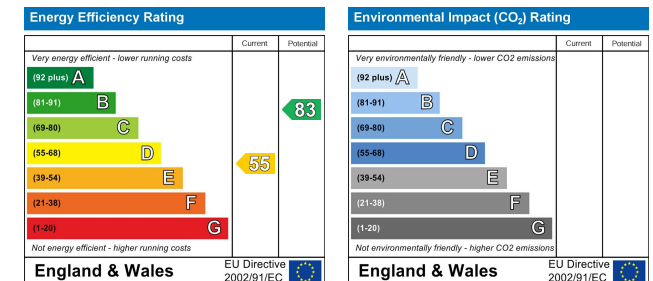 Energy Efficiency Rating
Current Potential
Very energy efficient - lower running costs
(92 plus) A
(81-91) B
83
(69-80) C
(55-68) D
55
(39-54) E
(21-38) F
(1-20) G
Not energy efficient - higher running costs
England & Wales
EU Directive
2002/91/EC
Environmental Impact (CO2) Rating
Current Potential
Very environmentally friendly - lower CO2 emissions
(92 plus) A
(81-91) B
(69-80) C
(55-68) D
(39-54) E
(21-38) F
(1-20) G
Not environmentally friendly - higher CO2 emissions
England & Wales
EU Directive
2002/91/EC